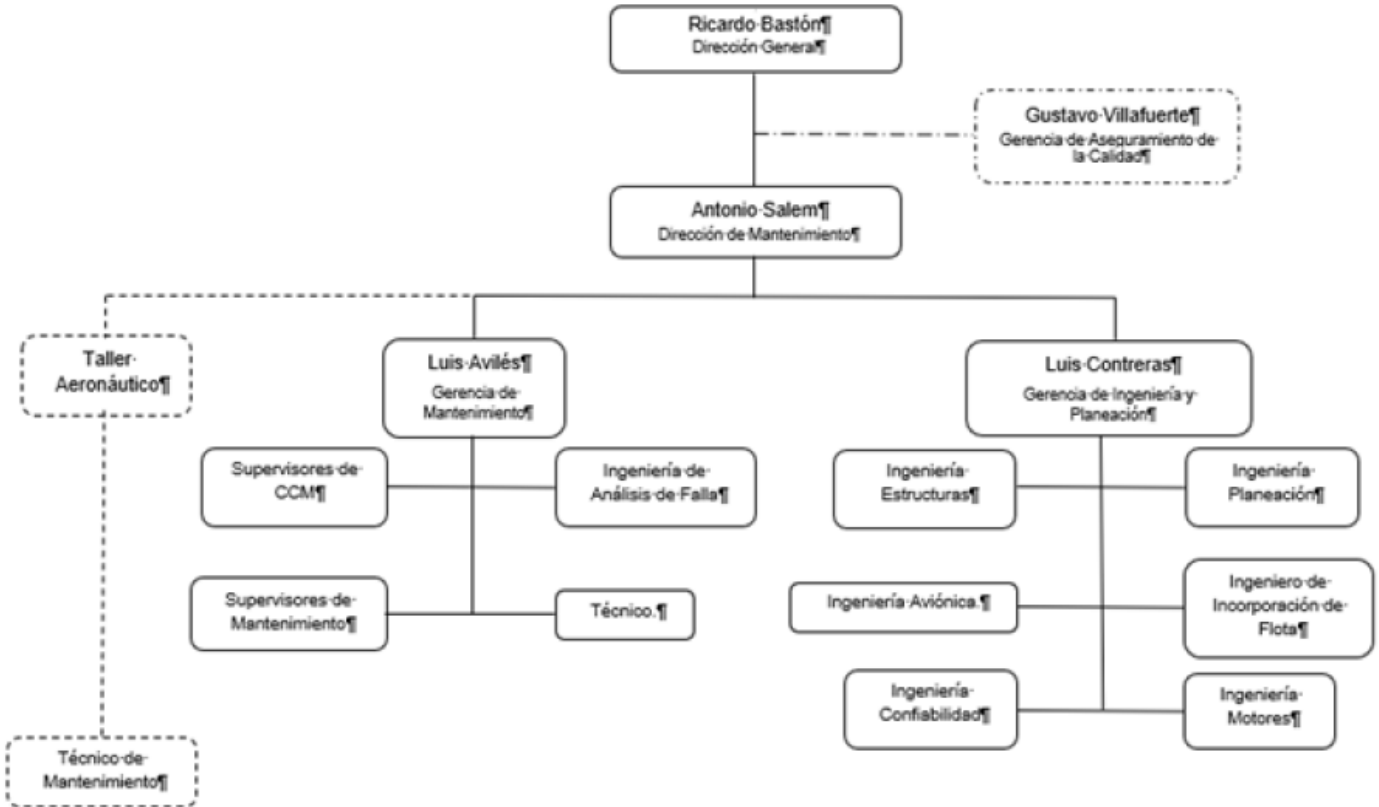 Ricardo·Bastón¶
Dirección·General¶
Gustavo·Villafuerte¶
Gerencia·de·Aseguramiento·de·
la·Calidad¶
Antonio·Salem¶
Dirección·de·Mantenimiento¶
Taller·
Aeronáutico¶
Luis·Avilés¶
Gerencia·de·
Mantenimiento¶
Luis·Contreras¶
Gerencia·de·Ingeniería·y·
Planeación¶
Supervisores·de·
CCM¶
Ingeniería·de·
Análisis·de·Falla¶
Ingeniería·
Estructuras¶
Ingeniería·
Planeación¶
Supervisores·de·
Mantenimiento¶
Técnico.¶
Ingeniería·Aviónica.¶
Ingeniero·de·
Incorporación·de·
Flota¶
Ingeniería·
Confiabilidad¶
Ingeniería·
Motores¶
Técnico·de·
Mantenimiento¶